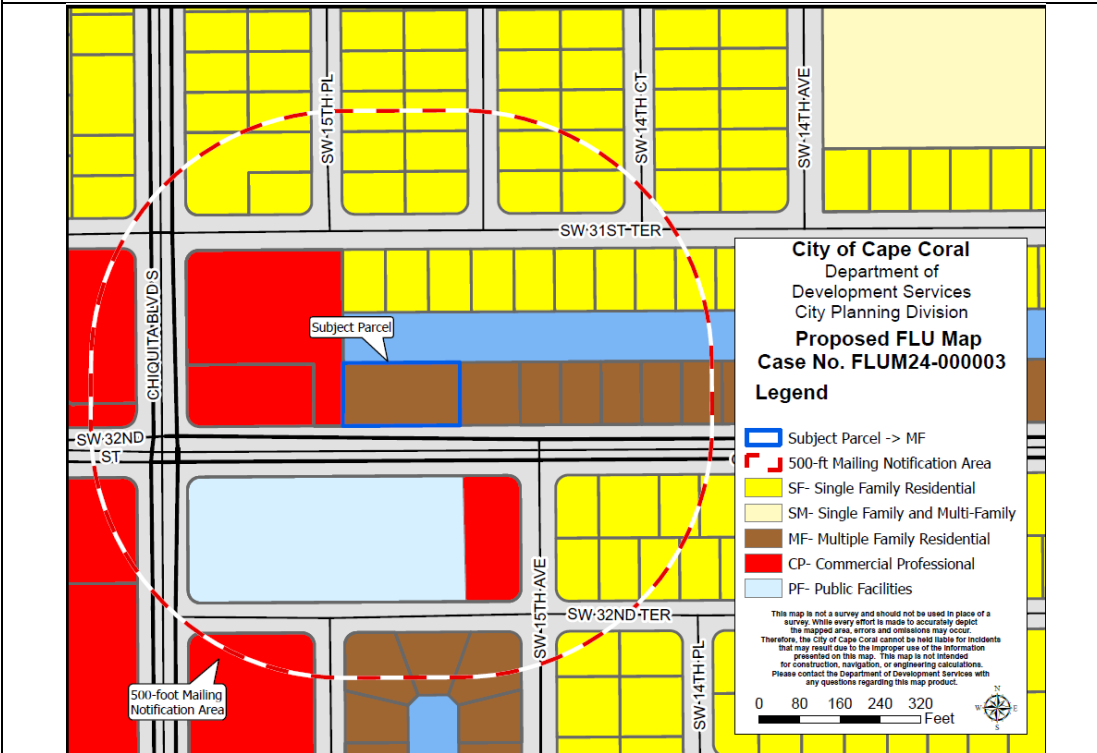 SW 15TH PL
SW 14TH CT
SW 14TH AVE
SW 31ST TER
CHIQUITA BLVD S
Subject Parcel
SW 32ND
ST
SW 15TH AVE
SW 32ND TER
SW 14TH PL
500-foot Mailing
Notification Area
City of Cape Coral
Department of
Development Services
City Planning Division
Proposed FLU Map
Case No. FLUM24-000003
Legend
Subject Parcel -> MF
500-ft Mailing Notification Area
SF- Single Family Residential
SM- Single Family and Multi-Family
MF- Multiple Family Residential
CP- Commercial Professional
PF- Public Facilities
This map is not a survey and should not be used in place of a
survey. While every effort is made to accurately depict
the mapped area, errors and omissions may occur.
Therefore, the City of Cape Coral cannot be held liable for incidents
that may result due to the improper use of the information
presented on this map. This map is not intended
for construction, navigation, or engineering calculations.
Please contact the Department of Development Services with
any questions regarding this map product.
0 80 160 240 320
Feet
N
W E
S